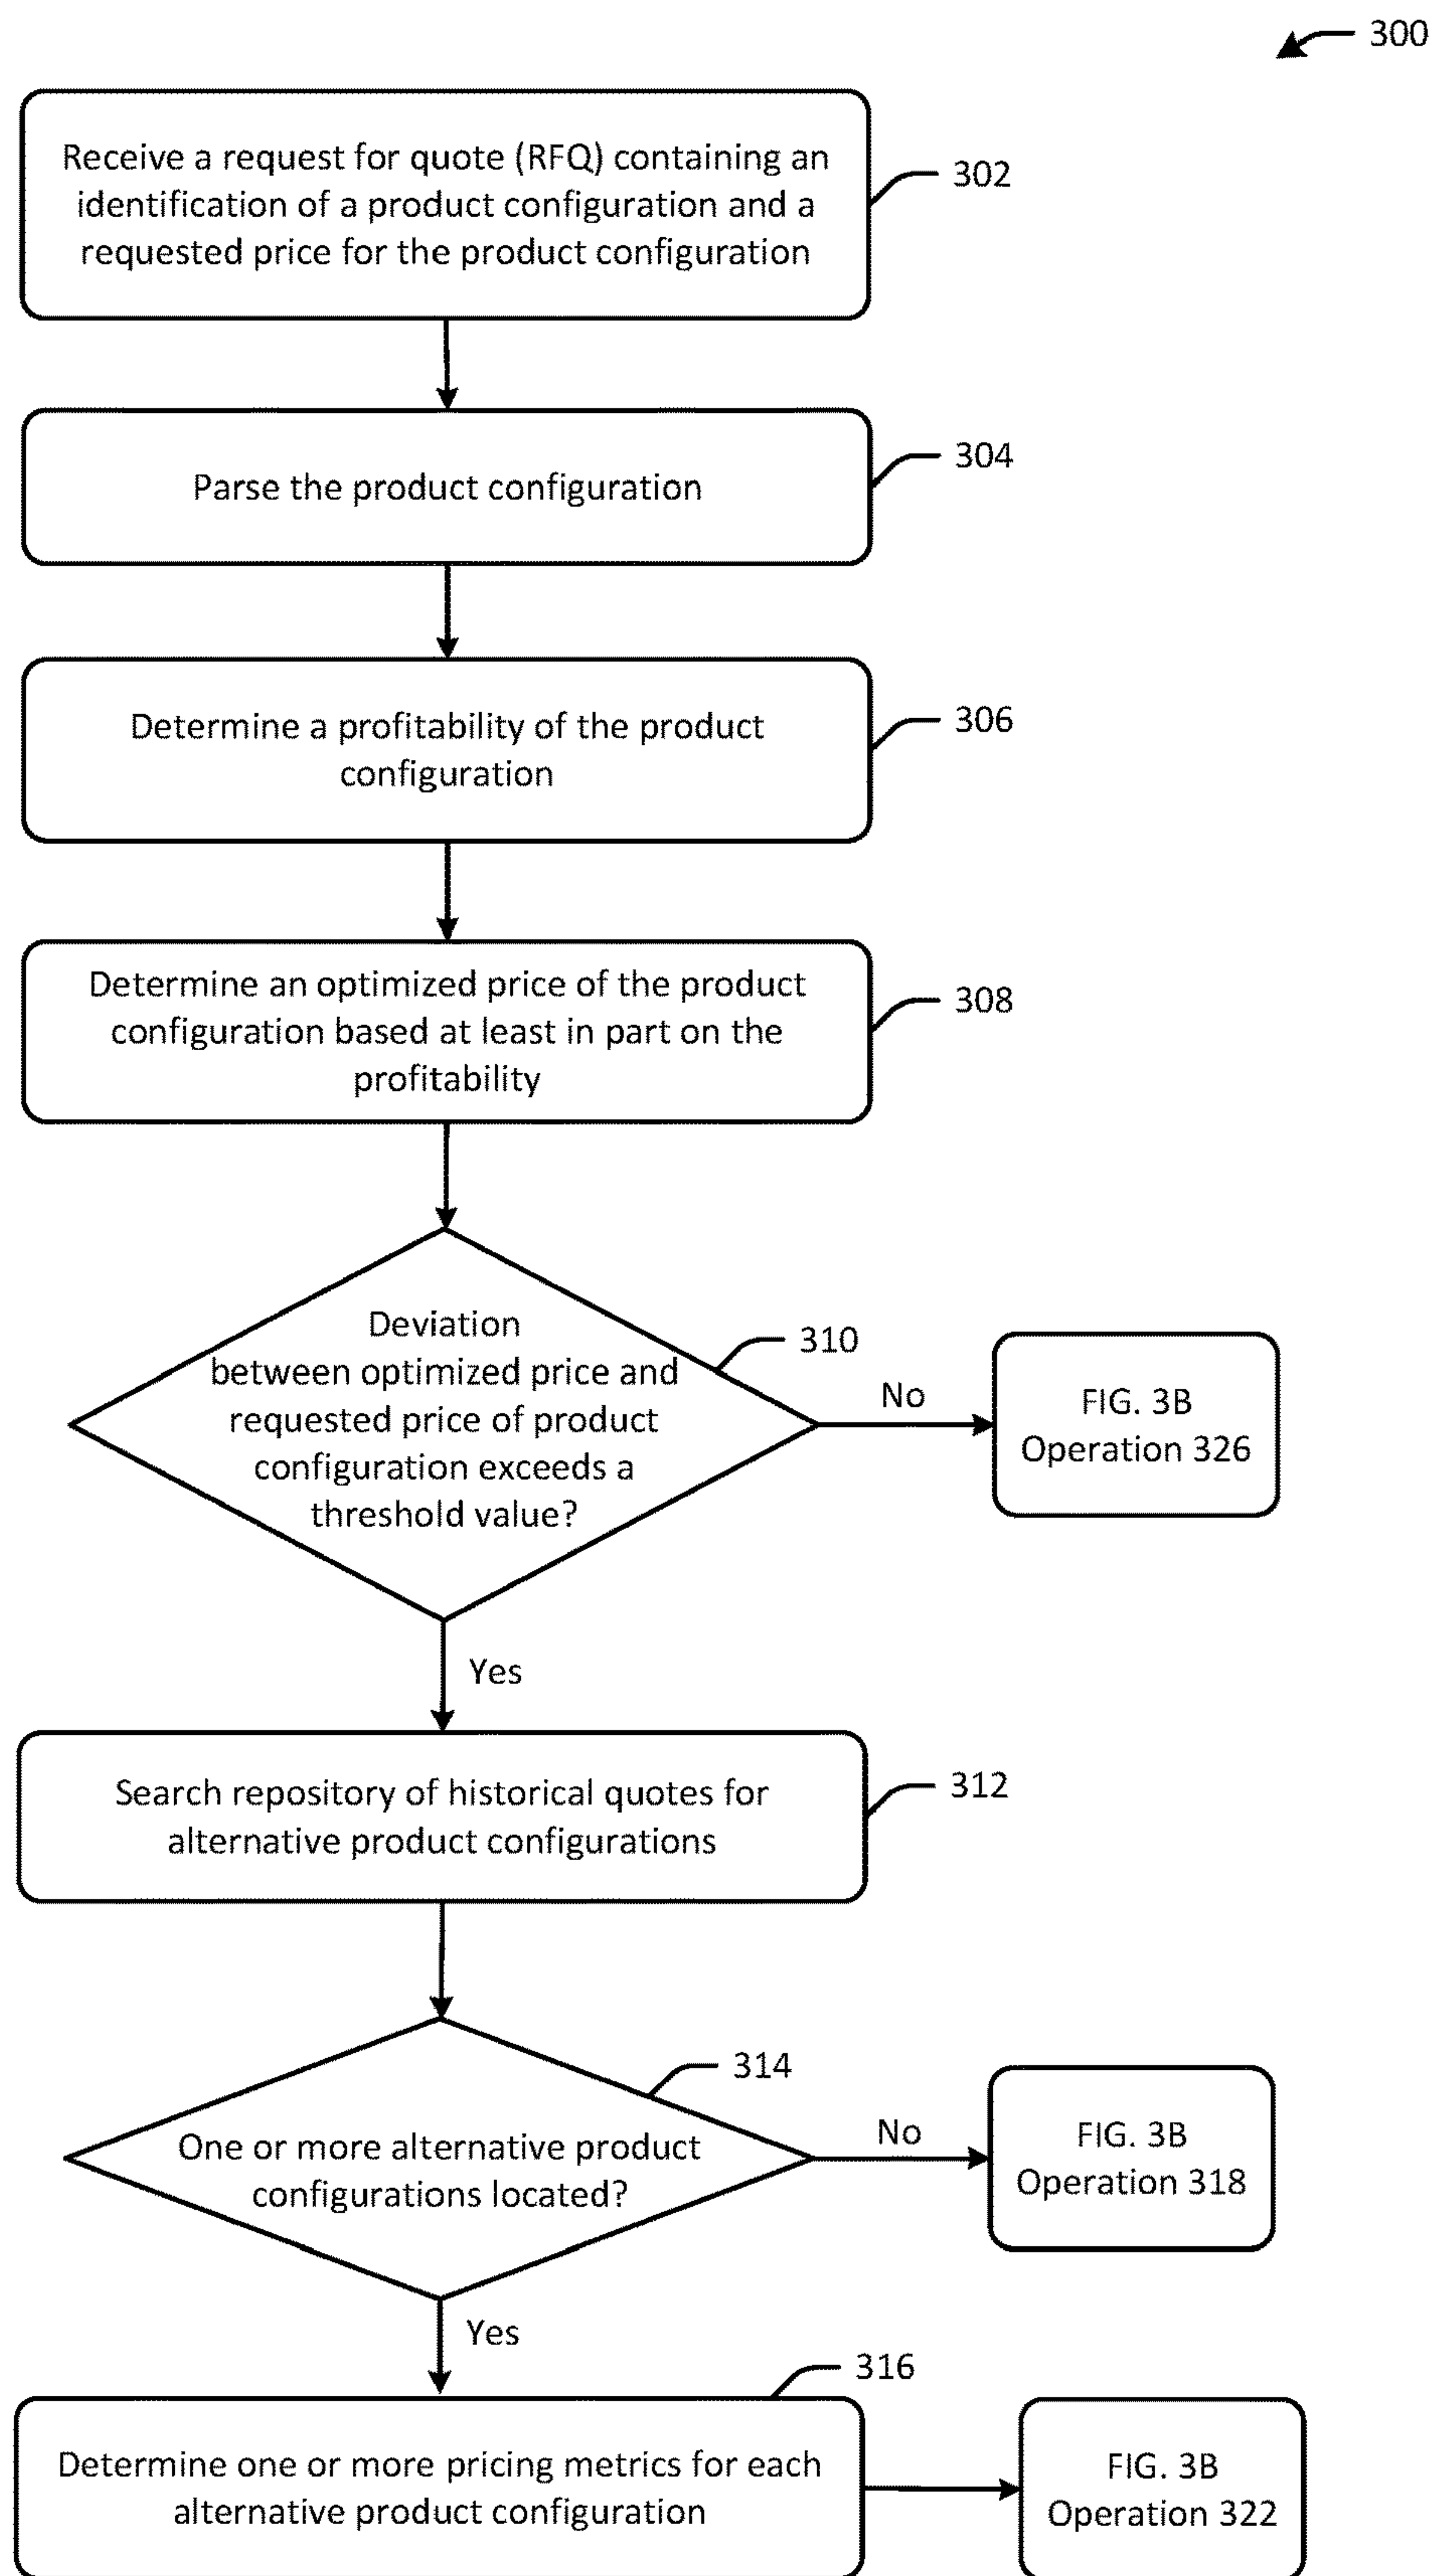 300
Receive a request for quote (RFQ) containing an
identification of a product configuration and a
requested price for the product configuration
302
Parse the product configuration
304
Determine a profitability of the product
configuration
306
Determine an optimized price of the product
configuration based at least in part on the
profitability
308
Deviation
between optimized price and
requested price of product
configuration exceeds a
threshold value?
310
No
FIG. 3B
Operation 326
Yes
Search repository of historical quotes for
alternative product configurations
312
One or more alternative product
configurations located?
314
No
FIG. 3B
Operation 318
Yes
316
Determine one or more pricing metrics for each
alternative product configuration
FIG. 3B
Operation 322